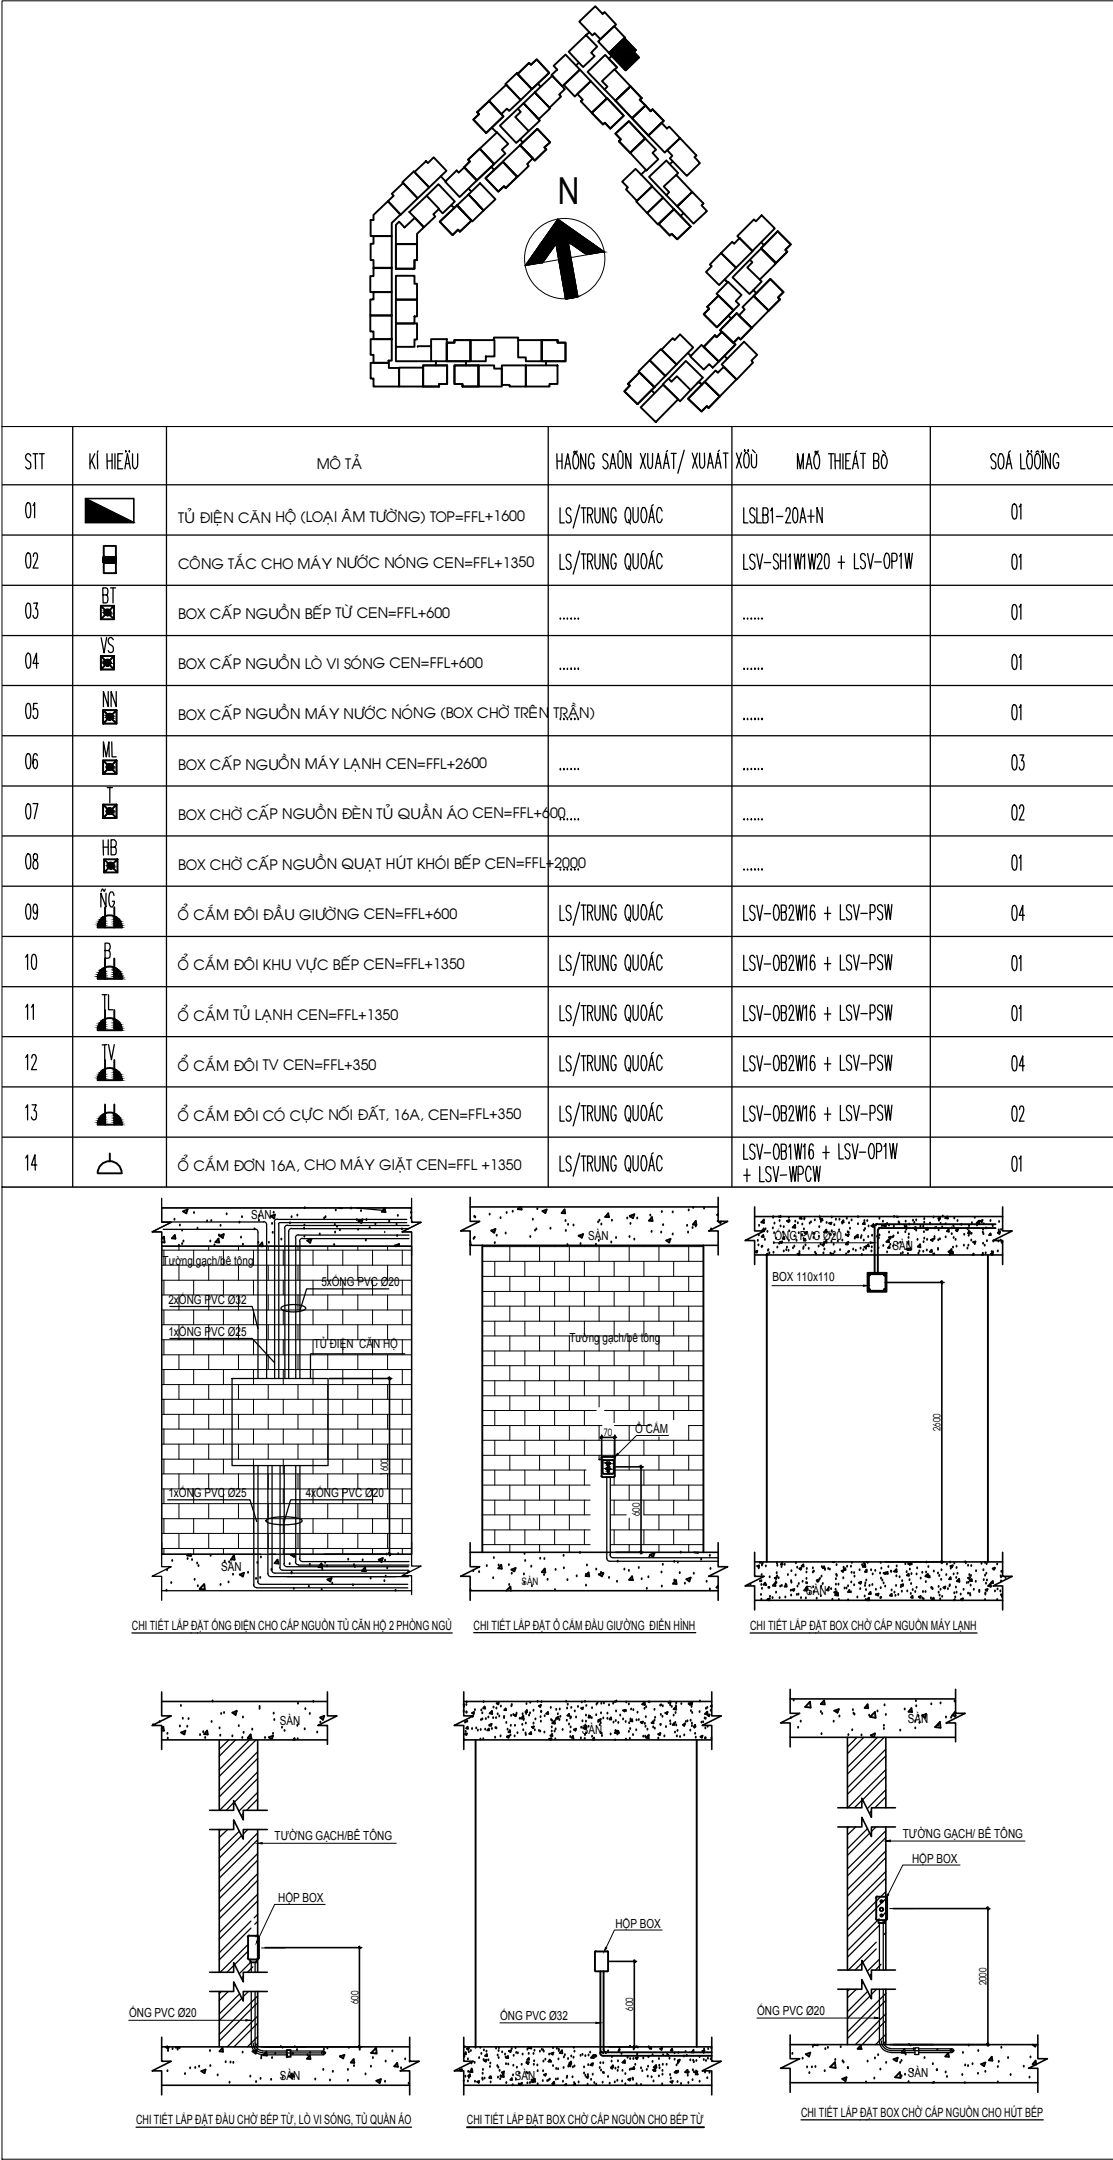 N
STT KÍ HIEÄU MÔ TẢ HAÕNG SAÛN XUAÁT/ XUAÁT XÖÙ MAÕ THIEÁT BÒ SOÁ LÖÔÏNG
01 TỦ ĐIỆN CĂN HỘ (LOẠI ÂM TƯỜNG) TOP=FFL+1600 LS/TRUNG QUOÁC LSLB1-20A+N 01
02 CÔNG TẮC CHO MÁY NƯỚC NÓNG CEN=FFL+1350 LS/TRUNG QUOÁC LSV-SH1W1W20 + LSV-OP1W 01
03 BT BOX CẤP NGUỒN BẾP TỪ CEN=FFL+600 ...... ...... 01
04 VS BOX CẤP NGUỒN LÒ VI SÓNG CEN=FFL+600 ...... ...... 01
05 NN BOX CẤP NGUỒN MÁY NƯỚC NÓNG (BOX CHỜ TRÊN TRẦN) ...... ...... 01
06 ML BOX CẤP NGUỒN MÁY LẠNH CEN=FFL+2600 ...... ...... 03
07 T BOX CHỜ CẤP NGUỒN ĐÈN TỦ QUẦN ÁO CEN=FFL+600 ...... ...... 02
08 HB BOX CHỜ CẤP NGUỒN QUẠT HÚT KHÓI BẾP CEN=FFL+2000 ...... ...... 01
09 ÑG Ổ CẮM ĐÔI ĐẦU GIƯỜNG CEN=FFL+600 LS/TRUNG QUOÁC LSV-OB2W16 + LSV-PSW 04
10 B Ổ CẮM ĐÔI KHU VỰC BẾP CEN=FFL+1350 LS/TRUNG QUOÁC LSV-OB2W16 + LSV-PSW 01
11 TL Ổ CẮM TỦ LẠNH CEN=FFL+1350 LS/TRUNG QUOÁC LSV-OB2W16 + LSV-PSW 01
12 TV Ổ CẮM ĐÔI TV CEN=FFL+350 LS/TRUNG QUOÁC LSV-OB2W16 + LSV-PSW 04
13 Ổ CẮM ĐÔI CÓ CỰC NỐI ĐẤT, 16A, CEN=FFL+350 LS/TRUNG QUOÁC LSV-OB2W16 + LSV-PSW 02
14 Ổ CẮM ĐƠN 16A, CHO MÁY GIẶT CEN=FFL +1350 LS/TRUNG QUOÁC LSV-OB1W16 + LSV-OP1W 01
+ LSV-WPCW
SÀN
Tường gạch/bê tông
5xỐNG PVC Ø20
2xỐNG PVC Ø32
1xỐNG PVC Ø25
TỦ ĐIỆN CĂN HỘ
600
1xỐNG PVC Ø25
4xỐNG PVC Ø20
SÀN
CHI TIẾT LẮP ĐẶT ỐNG ĐIỆN CHO CẤP NGUỒN TỦ CĂN HỘ 2 PHÒNG NGỦ
SÀN
Tường gạch/bê tông
70
Ổ CẮM
600
SÀN
CHI TIẾT LẮP ĐẶT Ổ CẮM ĐẦU GIƯỜNG ĐIỂN HÌNH
ỐNG PVC Ø20
SÀN
BOX 110x110
2600
SÀN
CHI TIẾT LẮP ĐẶT BOX CHỜ CẤP NGUỒN MÁY LẠNH
SÀN
TƯỜNG GẠCH/BÊ TÔNG
HỘP BOX
600
ỐNG PVC Ø20
SÀN
CHI TIẾT LẮP ĐẶT ĐẦU CHỜ BẾP TỪ, LÒ VI SÓNG, TỦ QUẦN ÁO
SÀN
HỘP BOX
600
ỐNG PVC Ø32
SÀN
CHI TIẾT LẮP ĐẶT BOX CHỜ CẤP NGUỒN CHO BẾP TỪ
SÀN
TƯỜNG GẠCH/ BÊ TÔNG
HỘP BOX
2000
ỐNG PVC Ø20
SÀN
CHI TIẾT LẮP ĐẶT BOX CHỜ CẤP NGUỒN CHO HÚT BẾP